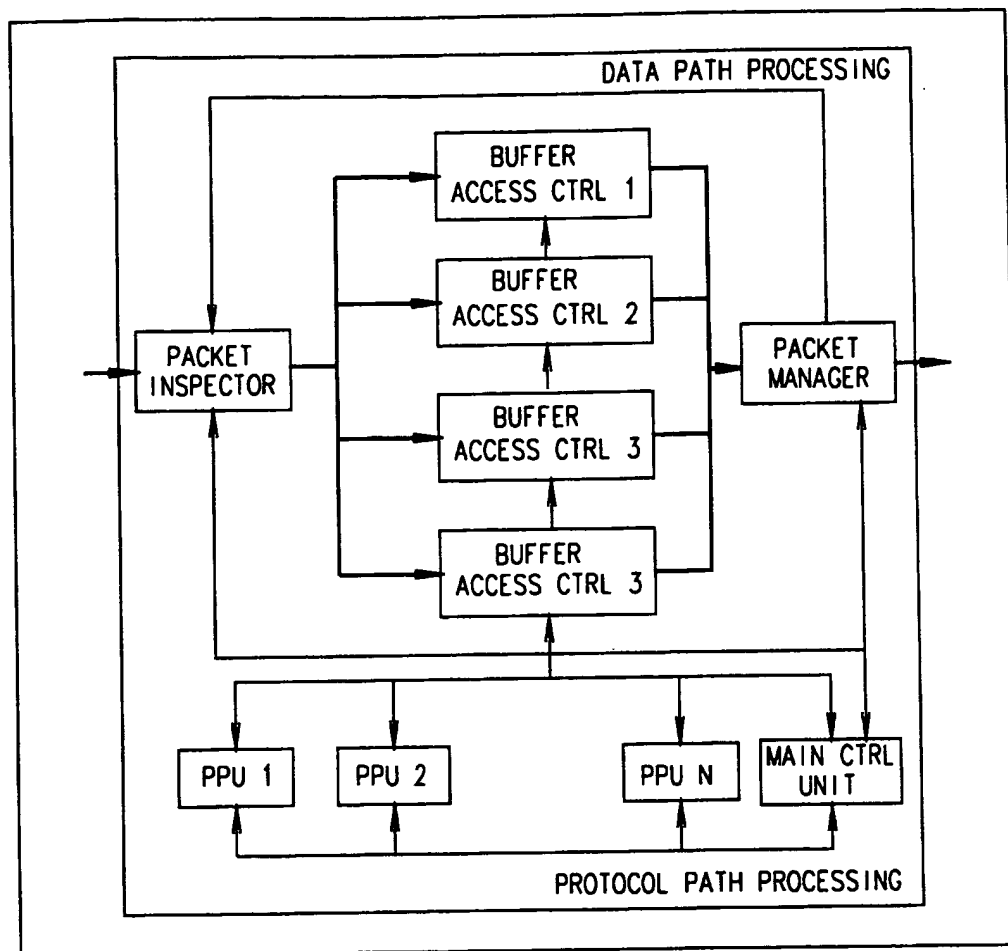 DATA PATH PROCESSING
BUFFER
ACCESS CTRL 1
BUFFER
ACCESS CTRL 2
PACKET
INSPECTOR
PACKET
MANAGER
BUFFER
ACCESS CTRL 3
BUFFER
ACCESS CTRL 3
PPU 1
PPU 2
PPU N
MAIN CTRL
UNIT
PROTOCOL PATH PROCESSING